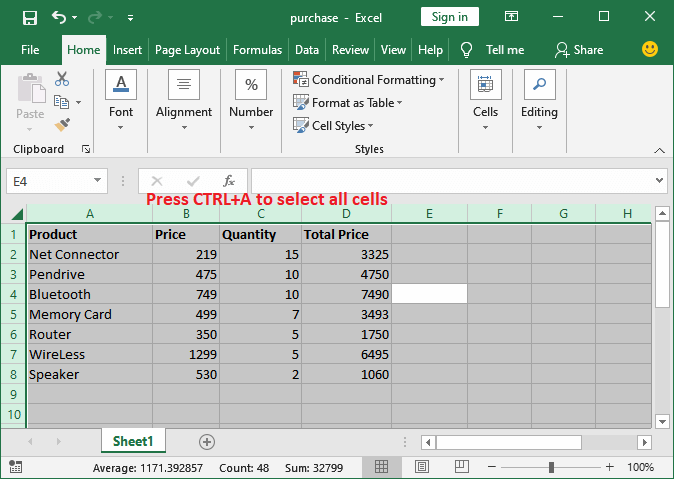 purchase - Excel Sign in
File Home Insert Page Layout Formulas Data Review View Help Tell me Share
Paste Font Alignment % Number Conditional Formatting Format as Table Cell Styles Cells Editing
Clipboard Styles
E4 fx
Press CTRL+A to select all cells
A B C D E F G H
1 Product Price Quantity Total Price
2 Net Connector 219 15 3325
3 Pendrive 475 10 4750
4 Bluetooth 749 10 7490
5 Memory Card 499 7 3493
6 Router 350 5 1750
7 WireLess 1299 5 6495
8 Speaker 530 2 1060
9
10
Sheet1
Average: 1171.392857 Count: 48 Sum: 32799 100%